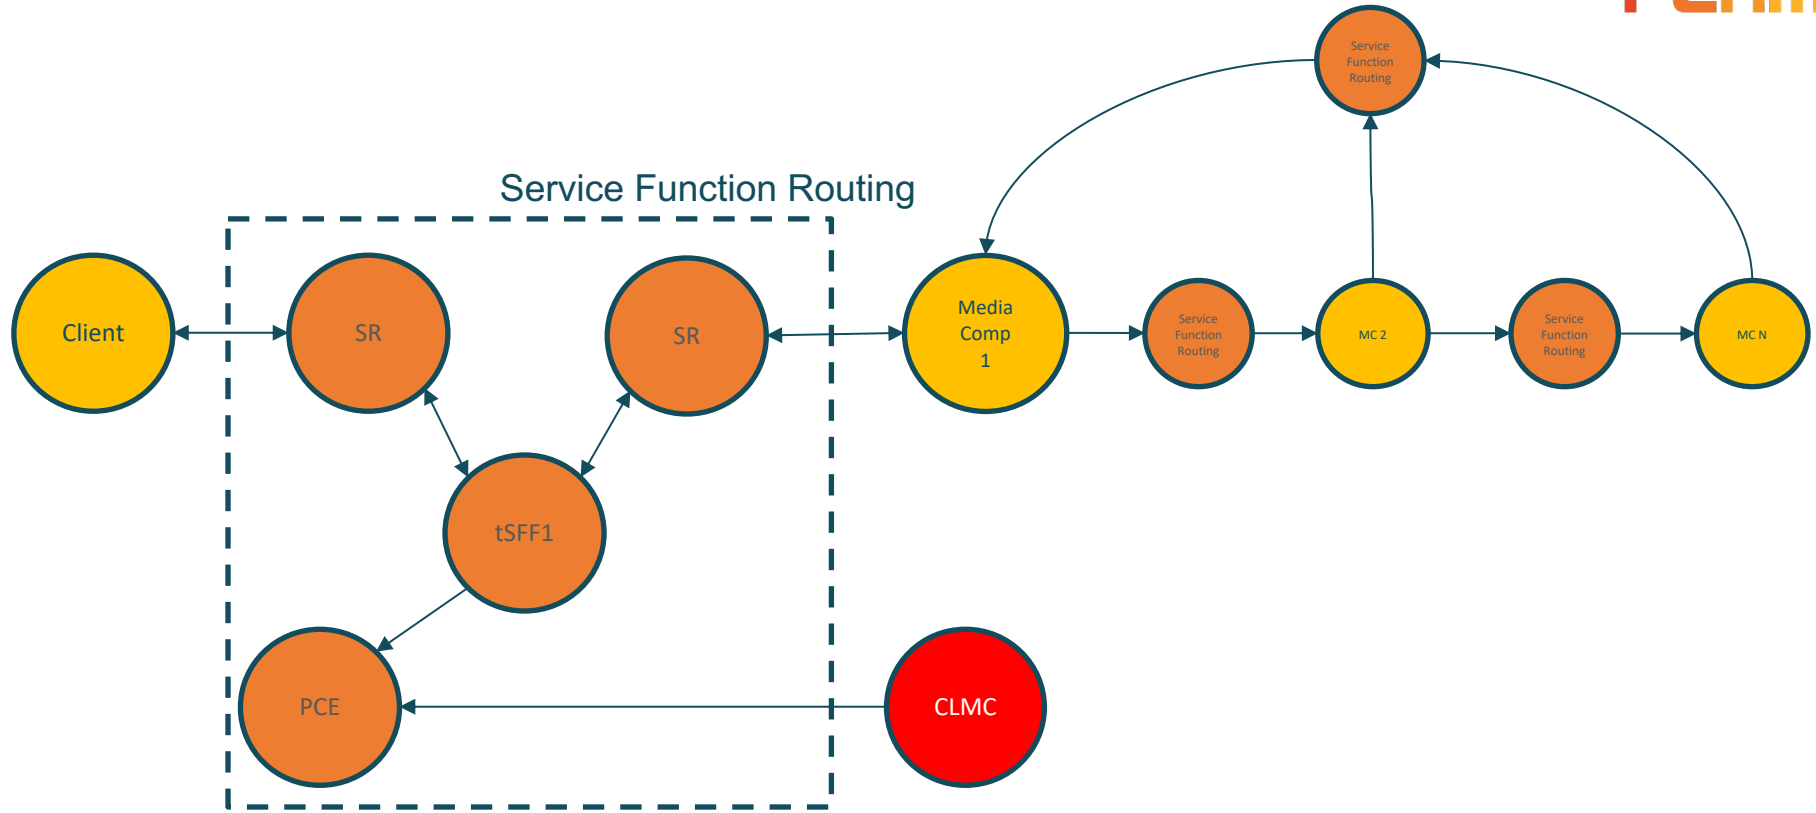 Service
Function
Routing
Service Function Routing
Client
SR
SR
Media
Comp
1
Service
Function
Routing
MC 2
Service
Function
Routing
MC N
tSFF1
PCE
CLMC